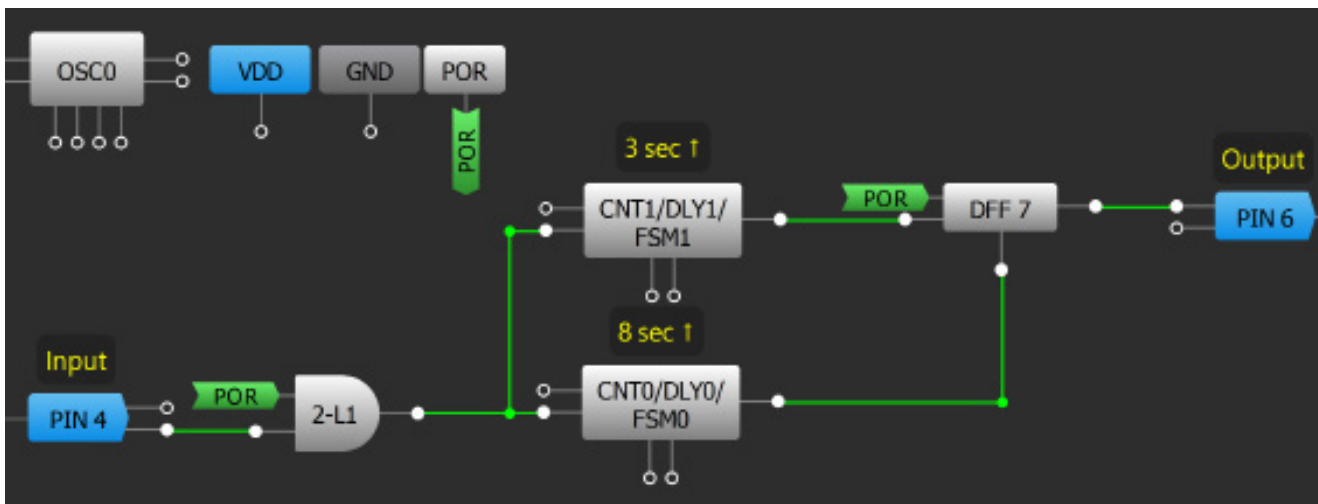 OSC0
VDD
GND
POR
POR
3 sec ↑
CNT1/DLY1/
FSM1
POR
DFF 7
Output
PIN 6
8 sec ↑
CNT0/DLY0/
FSM0
Input
PIN 4
POR
2-L1